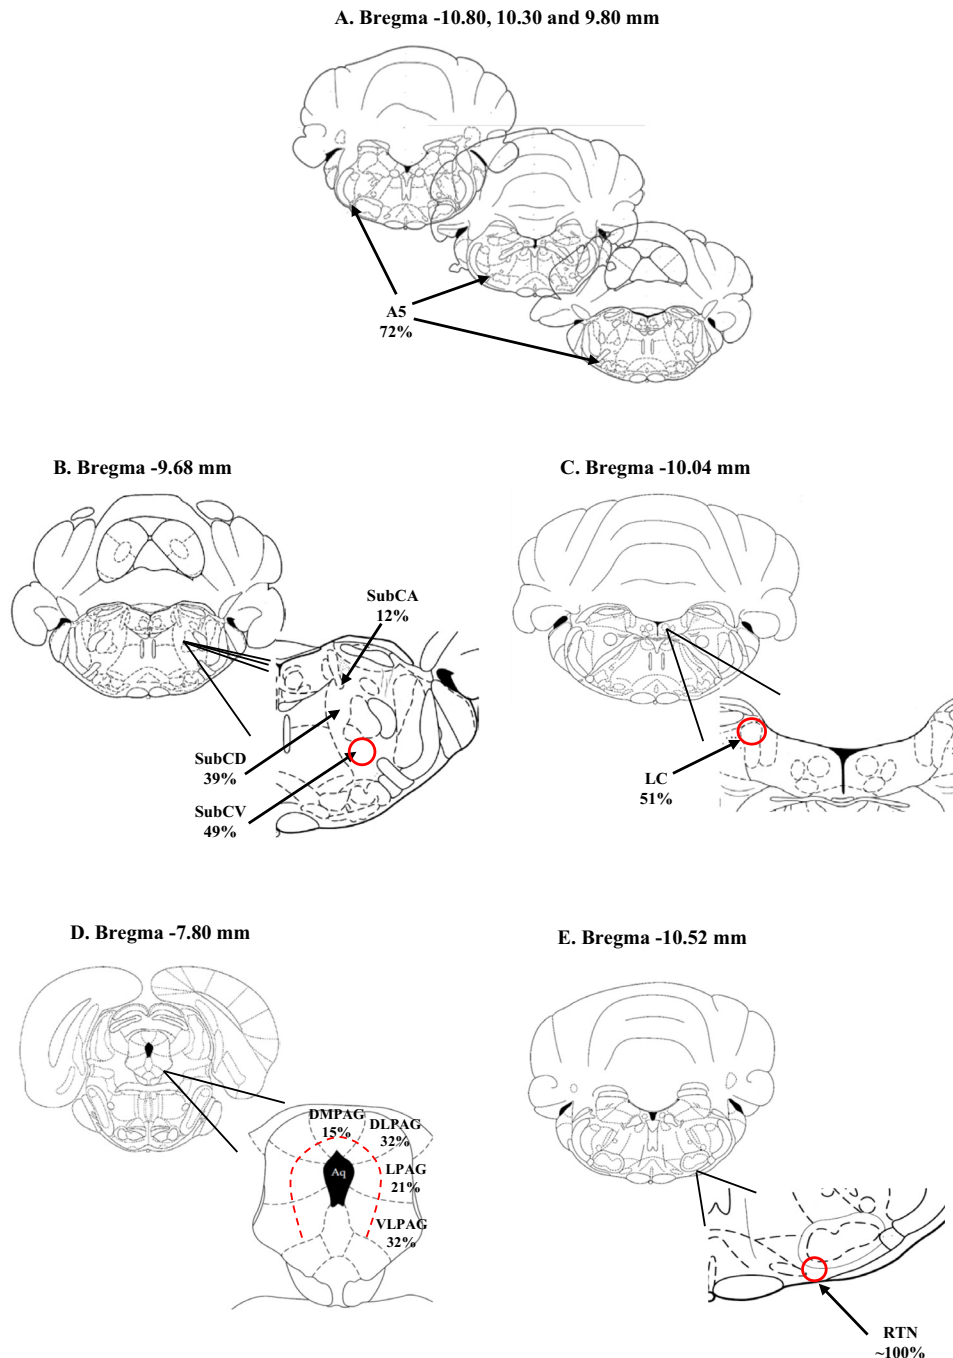 A. Bregma -10.80, 10.30 and 9.80 mm
A5
72%
B. Bregma -9.68 mm
C. Bregma -10.04 mm
SubCA
12%
SubCD
39%
SubCV
49%
LC
51%
D. Bregma -7.80 mm
E. Bregma -10.52 mm
DMPAG
15%
DLPAG
32%
Aq
LPAG
21%
VLPAG
32%
RTN
~100%